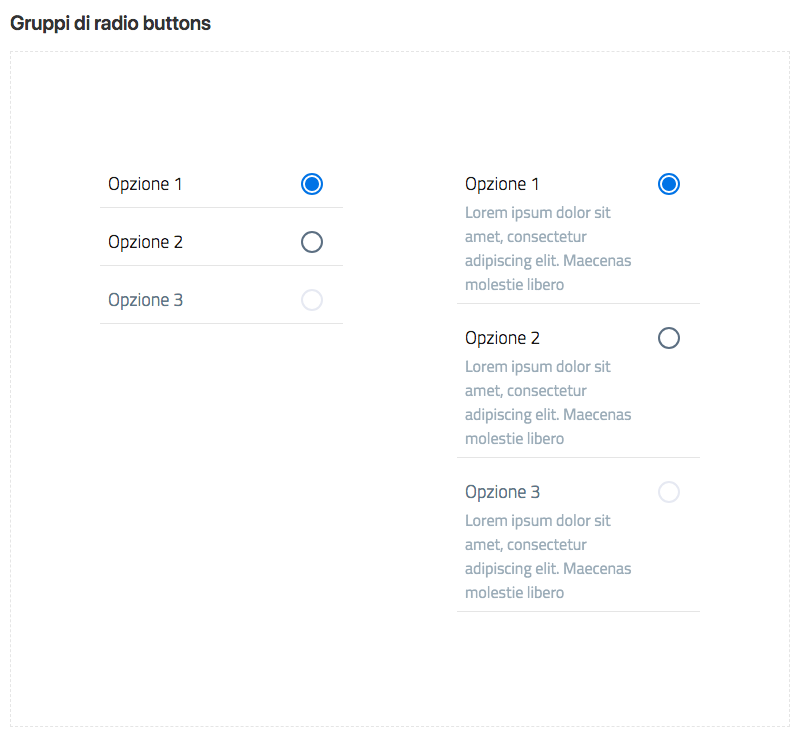 Gruppi di radio buttons
Opzione 1
Opzione 2
Opzione 3
Opzione 1
Lorem ipsum dolor sit
amet, consectetur
adipiscing elit. Maecenas
molestie libero
Opzione 2
Lorem ipsum dolor sit
amet, consectetur
adipiscing elit. Maecenas
molestie libero
Opzione 3
Lorem ipsum dolor sit
amet, consectetur
adipiscing elit. Maecenas
molestie libero